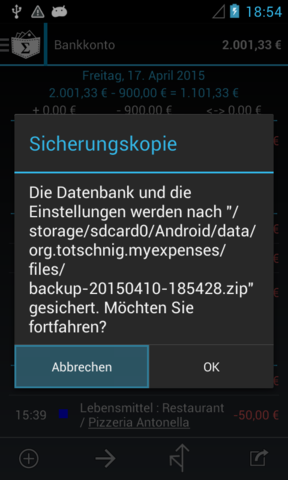 18:54
Bankkonto 2.001,33 €
Freitag, 17. April 2015
2.001,33 € - 900,00 € = 1.101,33 €
+ 0,00 € - 900,00 € <-> 0,00 €
Sicherungskopie
Die Datenbank und die
Einstellungen werden nach "/
storage/sdcard0/Android/data/
org.totschnig.myexpenses/
files/
backup-20150410-185428.zip"
gesichert. Möchten Sie
fortfahren?
Abbrechen OK
15:39 Lebensmittel : Restaurant -50,00 €
/ Pizzeria Antonella